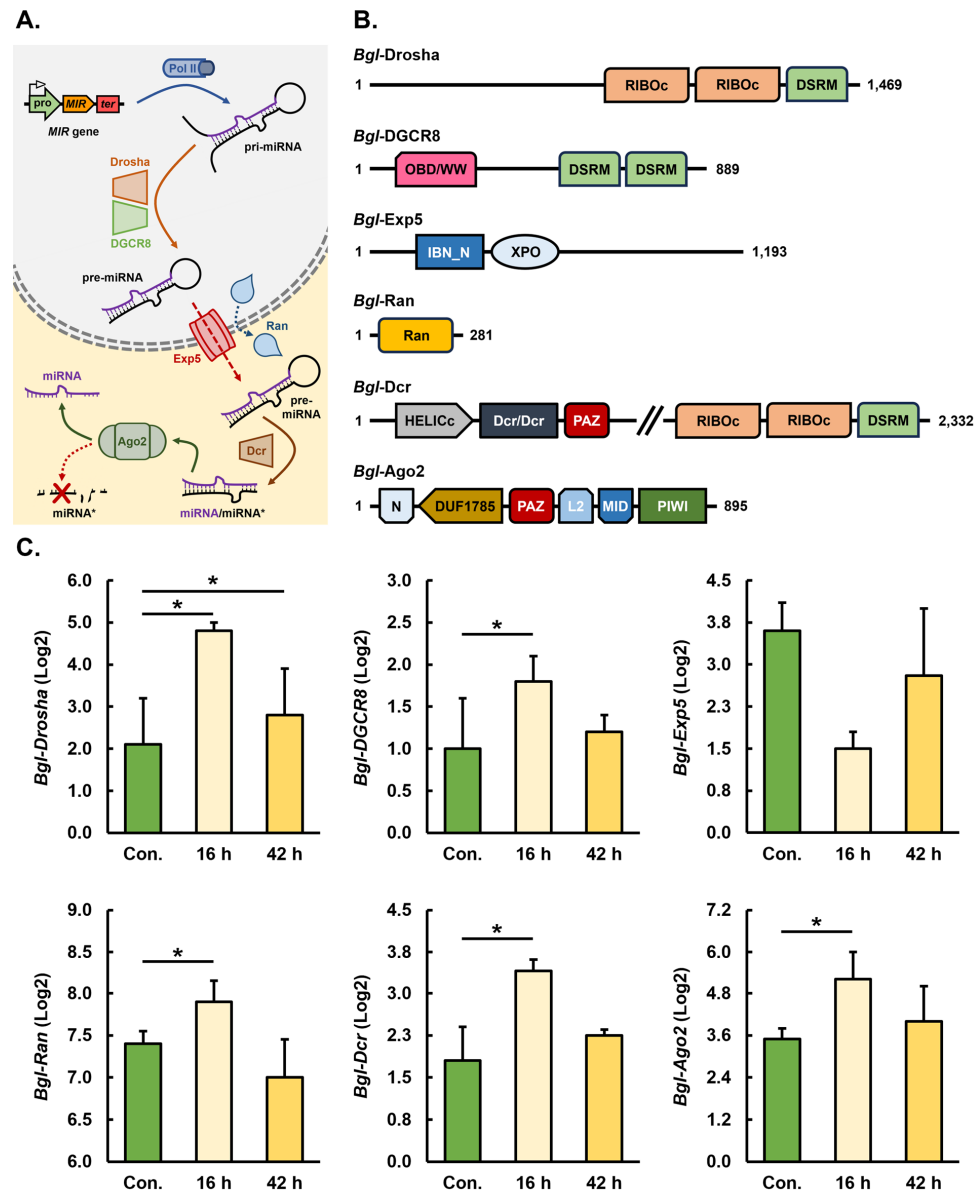 A.
Pol II
pro MIR ter
MIR gene
pri-miRNA
Drosha
DGCR8
pre-miRNA
Ran
Exp5
miRNA
pre-
miRNA
Ago2
Dcr
miRNA*
miRNA/miRNA*
B.
Bgl-Drosha
1 RIBOc RIBOc DSRM 1,469
Bgl-DGCR8
1 OBD/WW DSRM DSRM 889
Bgl-Exp5
1 IBN_N XPO 1,193
Bgl-Ran
1 Ran 281
Bgl-Dcr
1 HELICc Dcr/Dcr PAZ // RIBOc RIBOc DSRM 2,332
Bgl-Ago2
1 N DUF1785 PAZ L2 MID PIWI 895
C.
Bgl-Drosha (Log2)
6.0
5.0
4.0
3.0
2.0
1.0
0.0
*
*
Con. 16 h 42 h
Bgl-DGCR8 (Log2)
3.0
2.5
2.0
1.5
1.0
0.5
0.0
*
Con. 16 h 42 h
Bgl-Exp5 (Log2)
4.5
3.8
3.0
2.3
1.5
0.8
0.0
Con. 16 h 42 h
Bgl-Ran (Log2)
9.0
8.5
8.0
7.5
7.0
6.5
6.0
*
Con. 16 h 42 h
Bgl-Dcr (Log2)
4.5
3.8
3.0
2.3
1.5
0.8
0.0
*
Con. 16 h 42 h
Bgl-Ago2 (Log2)
7.2
6.0
4.8
3.6
2.4
1.2
0.0
*
Con. 16 h 42 h